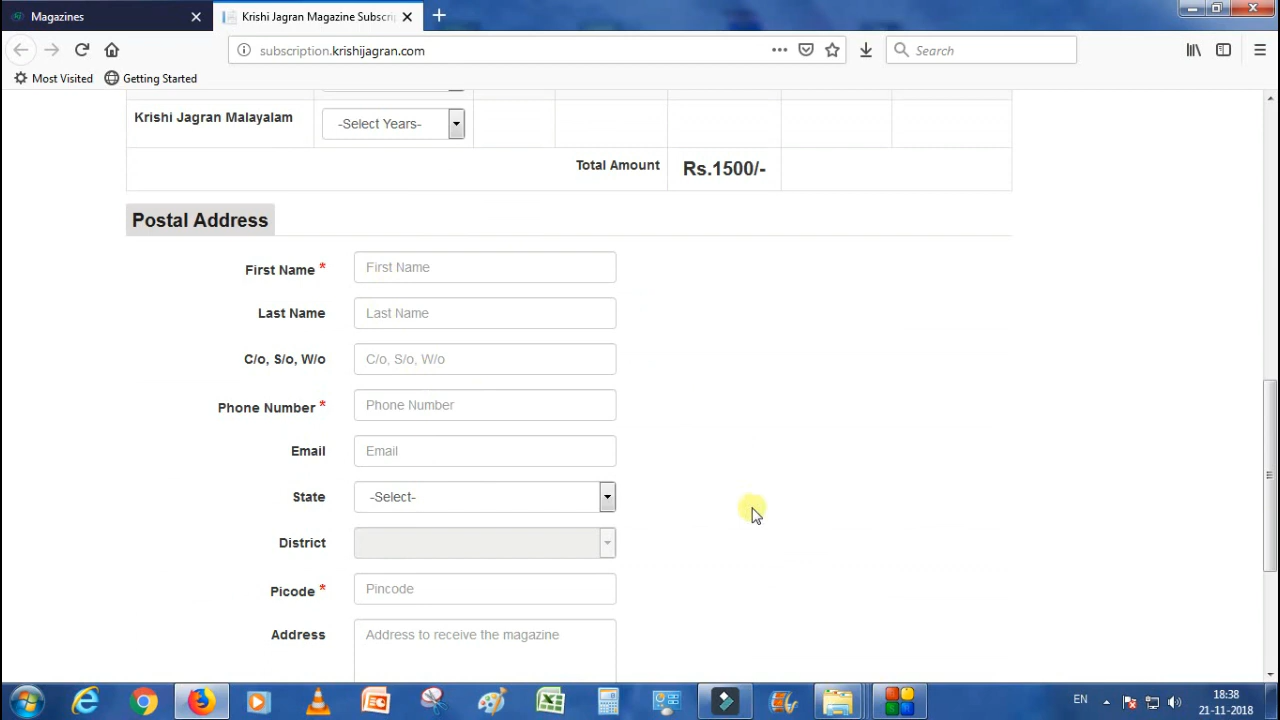 Magazines
Krishi Jagran Magazine Subscrip
subscription.krishijagran.com
Search
Most Visited
Getting Started
Krishi Jagran Malayalam
-Select Years-
Total Amount
Rs.1500/-
Postal Address
First Name *
First Name
Last Name
Last Name
C/o, S/o, W/o
C/o, S/o, W/o
Phone Number *
Phone Number
Email
Email
State
-Select-
District
Picode *
Pincode
Address
Address to receive the magazine
EN
18:38
21-11-2018